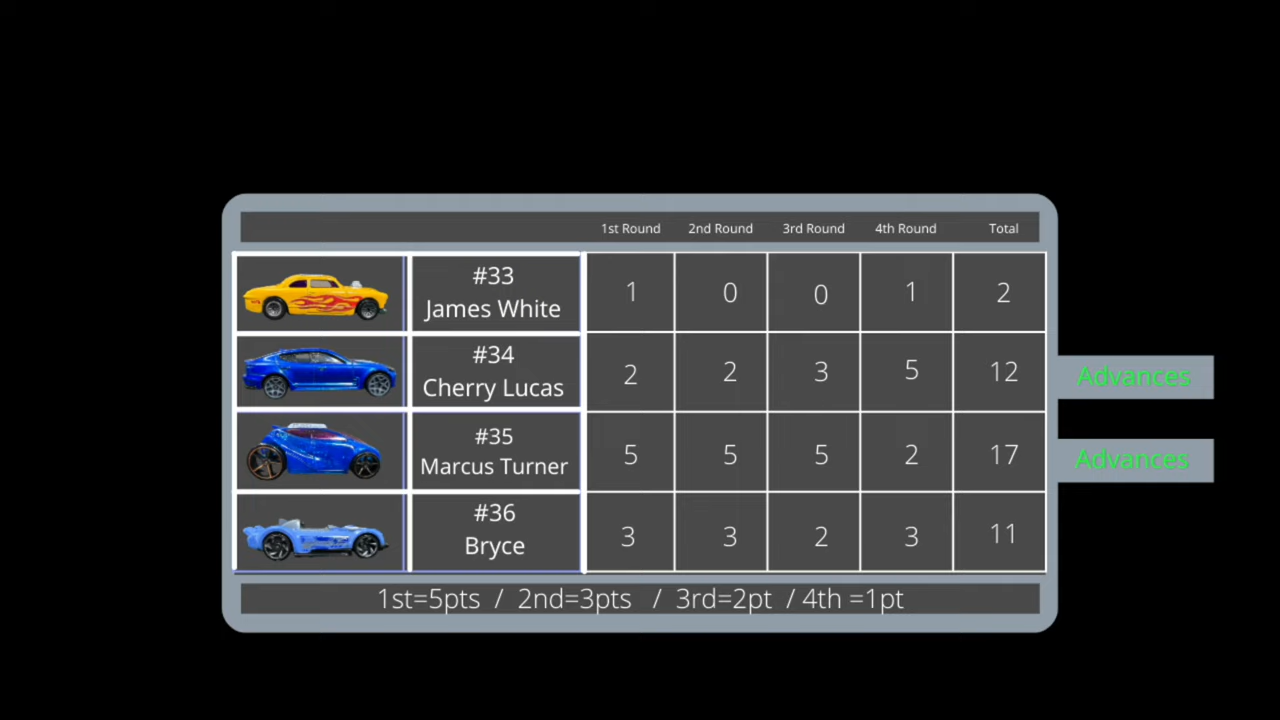 1st Round 2nd Round 3rd Round 4th Round Total
#33
James White
1 0 0 1 2
#34
Cherry Lucas
2 2 3 5 12
Advances
#35
Marcus Turner
5 5 5 2 17
Advances
#36
Bryce
3 3 2 3 11
1st=5pts / 2nd=3pts / 3rd=2pt / 4th =1pt